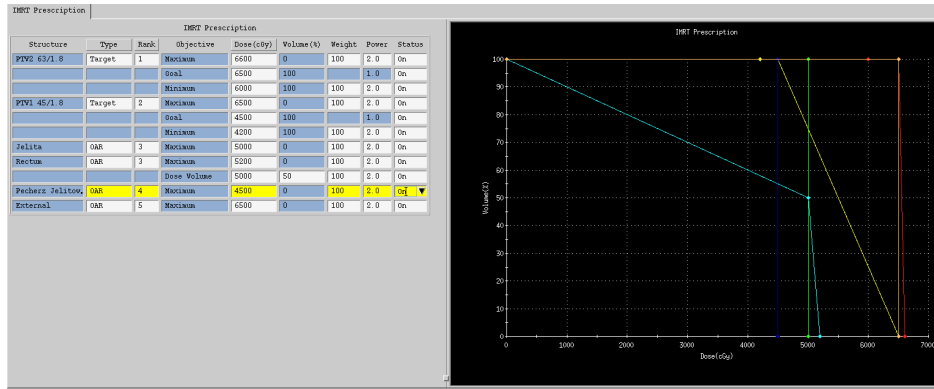 IMRT Prescription
IMRT Prescription
Structure Type Rank Objective Dose(cGy) Volume(%) Weight Power Status
PTV2 63/1.8 Target 1 Maximum 6600 0 100 2.0 On
Goal 6500 100 1.0 On
Minimum 6000 100 100 2.0 On
PTV1 45/1.8 Target 2 Maximum 6500 0 100 2.0 On
Goal 4500 100 1.0 On
Minimum 4200 100 100 2.0 On
Jelita OAR 3 Maximum 5000 0 100 2.0 On
Rectum OAR 3 Maximum 5200 0 100 2.0 On
Dose Volume 5000 50 100 2.0 On
Pecherz Jelitov. OAR 4 Maximum 4500 0 100 2.0 On
External OAR 5 Maximum 6500 0 100 2.0 On
IMRT Prescription
Volume(%)
100
90
80
70
60
50
40
30
20
10
0
0 1000 2000 3000 4000 5000 6000 7000
Dose(cGy)